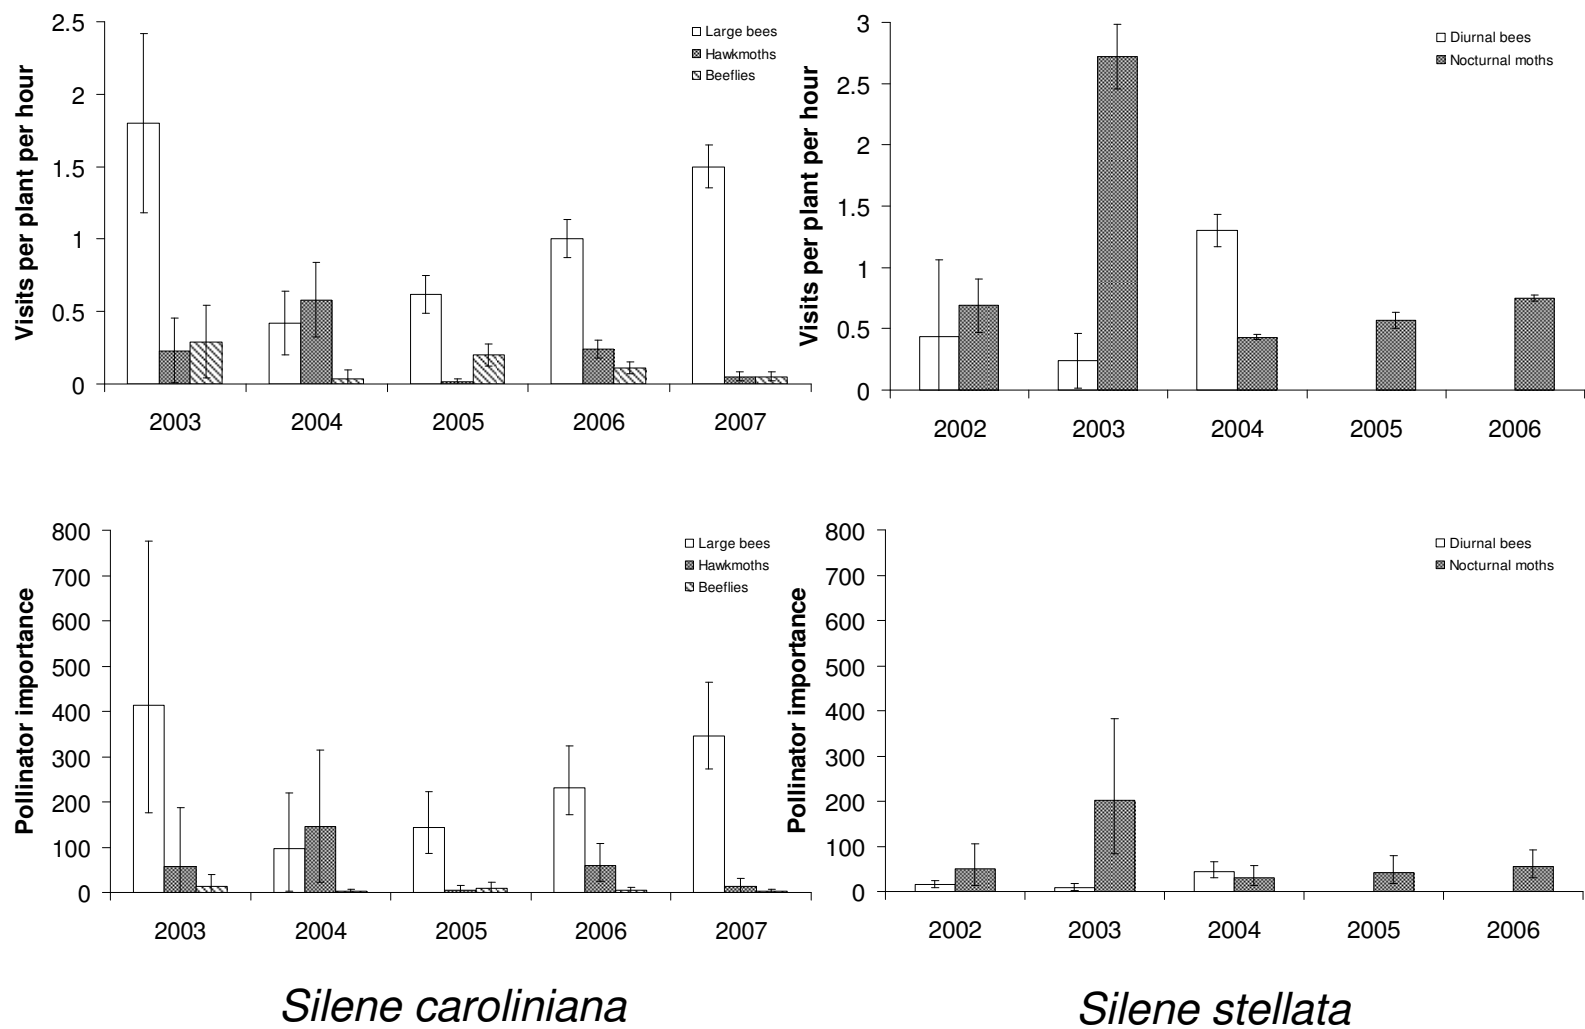 Visits per plant per hour
2.5
2
1.5
1
0.5
0
Large bees
Hawkmoths
Beeflies
2003 2004 2005 2006 2007
Visits per plant per hour
3
2.5
2
1.5
1
0.5
0
Diurnal bees
Nocturnal moths
2002 2003 2004 2005 2006
Pollinator importance
800
700
600
500
400
300
200
100
0
Large bees
Hawkmoths
Beeflies
2003 2004 2005 2006 2007
Pollinator importance
800
700
600
500
400
300
200
100
0
Diurnal bees
Nocturnal moths
2002 2003 2004 2005 2006
Silene caroliniana
Silene stellata